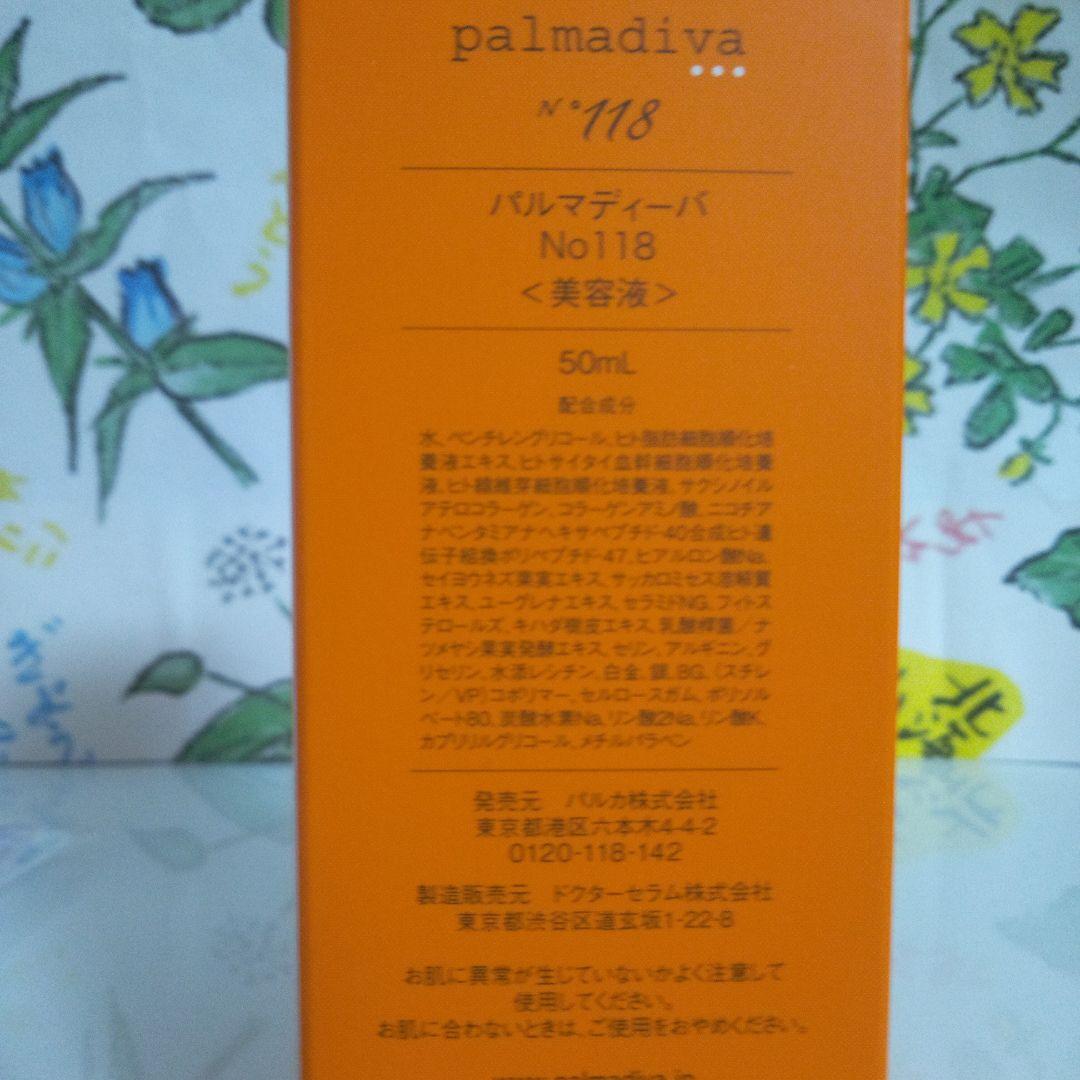 palmadiva
N°118
パルマディーバ
No118
＜美容液＞
50mL
配合成分
水、ペンチレングリコール、ヒト脂肪細胞順化培
養液エキス、ヒトサイタイ血幹細胞順化培養
液、ヒト線維芽細胞順化培養液、サクシノイル
アテロコラーゲン、コラーゲンアミノ酸、ニコチア
ナベンタミアナヘキサペプチド-40合成ヒト遺
伝子組換ポリペプチド-47、ヒアルロン酸Na、
セイヨウネズ果実エキス、サッカロミセス溶解質
エキス、ユーグレナエキス、セラミドNG、フィトス
テロールズ、キハダ樹皮エキス、乳酸桿菌／ナ
ツメヤシ果実発酵エキス、セリン、アルギニン、グ
リセリン、水添レシチン、白金、銀、BG、（スチレ
ン／VP）コポリマー、セルロースガム、ポリソル
ベート80、炭酸水素Na、リン酸2Na、リン酸K、
カプリリルグリコール、メチルパラベン
発売元　パルカ株式会社
東京都港区六本木4-4-2
0120-118-142
製造販売元　ドクターセラム株式会社
東京都渋谷区道玄坂1-22-8
お肌に異常が生じていないかよく注意して
使用してください。
お肌に合わないときは、ご使用をおやめください。
www.palmadiva.jp